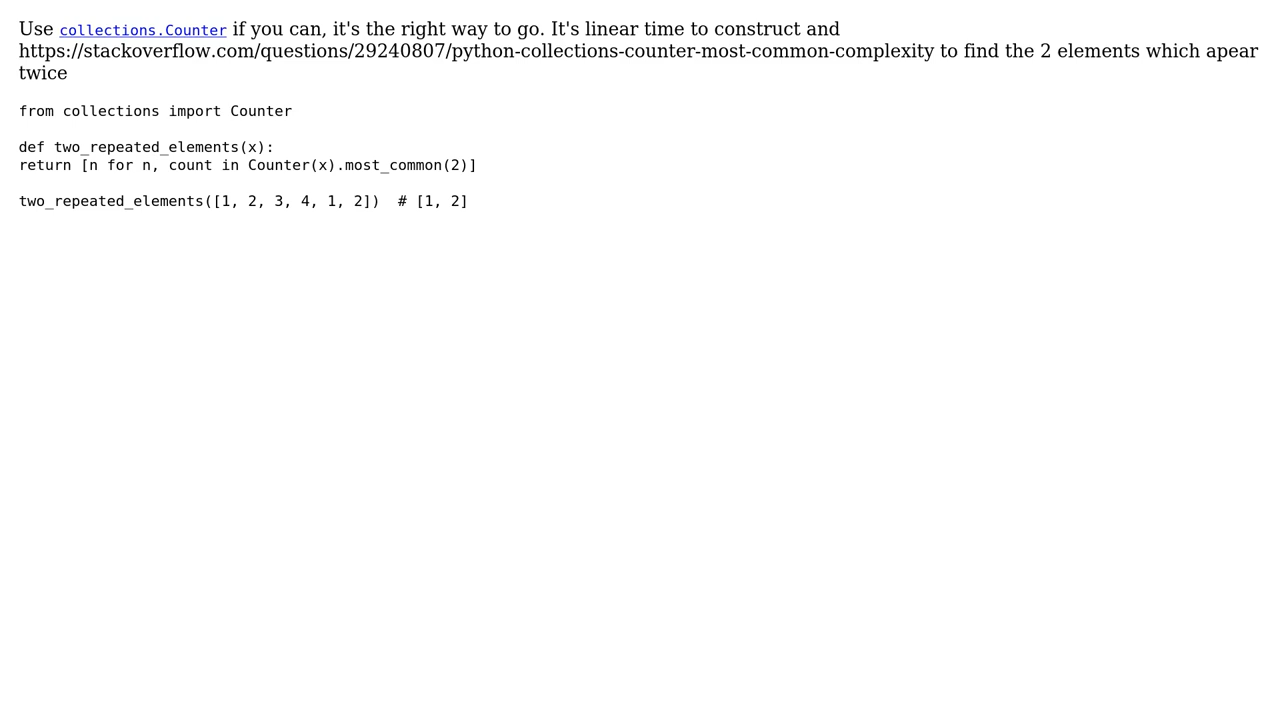 Use collections.Counter if you can, it's the right way to go. It's linear time to construct and
https://stackoverflow.com/questions/29240807/python-collections-counter-most-common-complexity to find the 2 elements which apear
twice
from collections import Counter
def two_repeated_elements(x):
return [n for n, count in Counter(x).most_common(2)]
two_repeated_elements([1, 2, 3, 4, 1, 2])  # [1, 2]